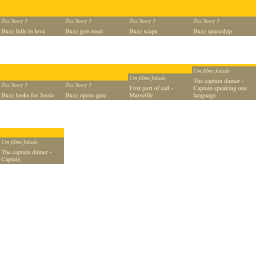 Toy Story 3
Buzz falls in love
Toy Story 3
Buzz gets reset
Toy Story 3
Buzz scape
Toy Story 3
Buzz spaceship
Toy Story 3
Buzz looks for Jessie
Toy Story 3
Buzz opens gate
Um filme falado
First port of call -
Marseille
Um filme falado
The captain dinner -
Captain speaking one
language
Um filme falado
The captain dinner -
Captain